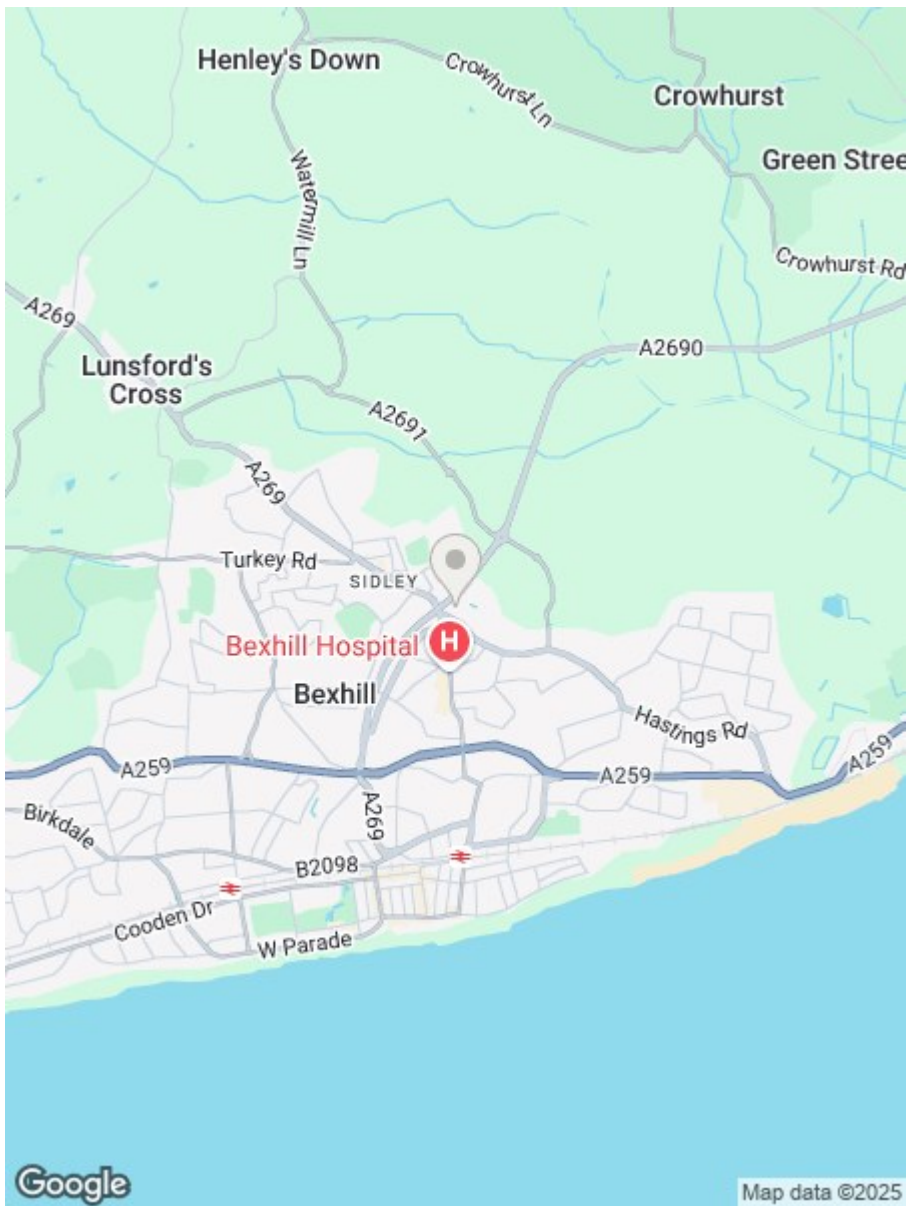 Henley's Down
Crowhurst Ln
Crowhurst
Green Stree
Watermill Ln
Crowhurst Rd
A269
A2690
Lunsford's
Cross
A2691
A269
Turkey Rd
SIDLEY
Bexhill Hospital
H
Bexhill
Hastings Rd
A259
A259
A259
Birkdale
A269
B2098
Cooden Dr
W Parade
Google
Map data ©2025